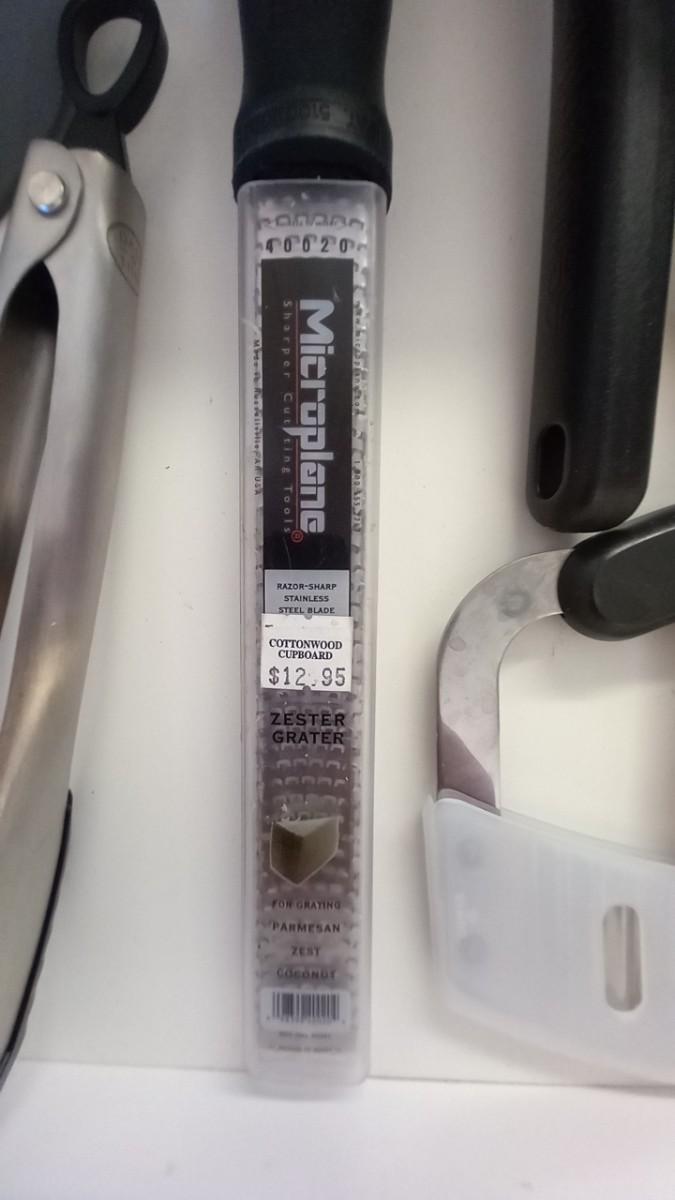 40020
Microplane®
Sharper Cutting Tools
RAZOR-SHARP
STAINLESS
STEEL BLADE
COTTONWOOD
CUPBOARD
$12.95
ZESTER
GRATER
FOR GRATING
PARMESAN
ZEST
COCONUT